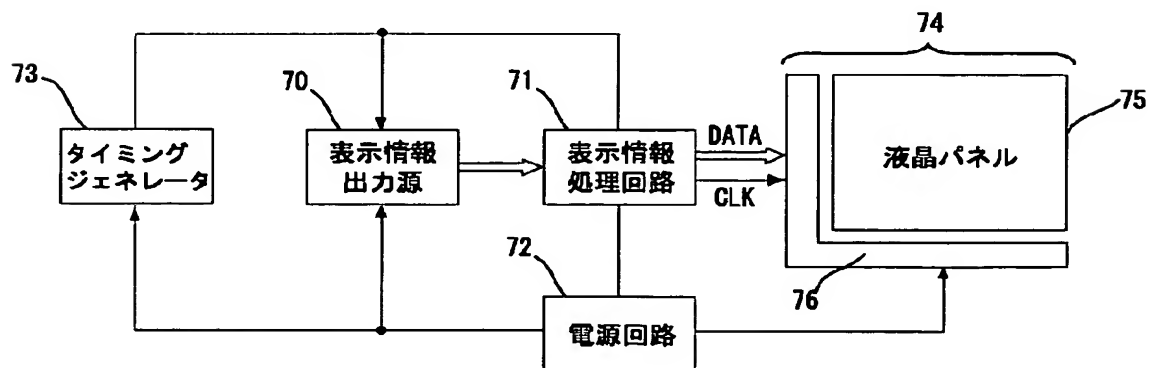 74
73
70
71
75
タイミング
ジェネレータ
表示情報
出力源
表示情報
処理回路
DATA
CLK
液晶パネル
72
76
電源回路